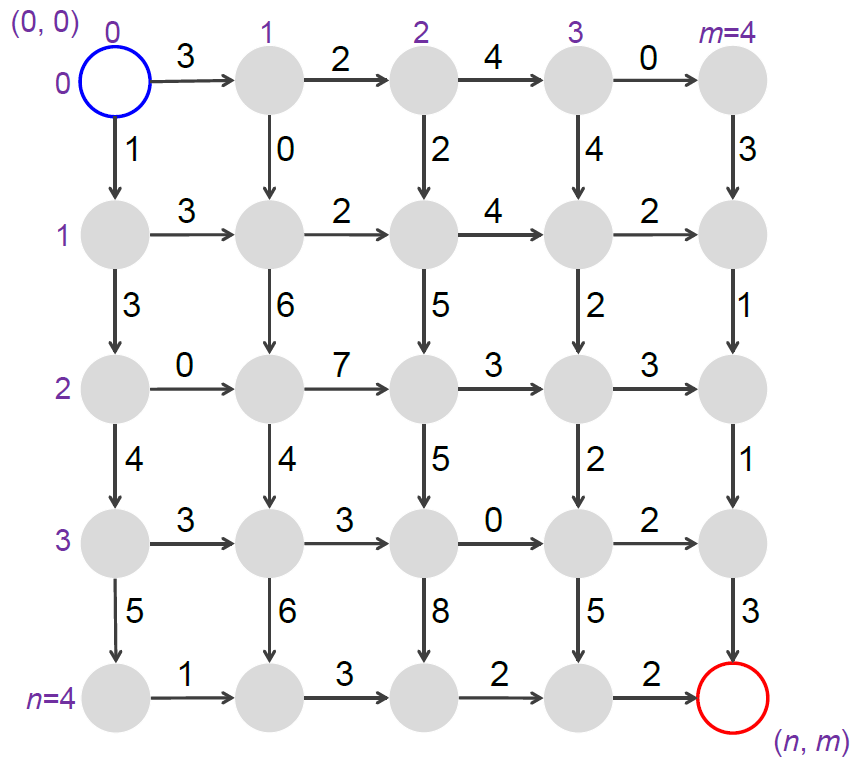 (0, 0) 0 1 2 3 m=4
0 3 2 4 0
1 0 2 4 3
1 3 2 4 2
3 6 5 2 1
2 0 7 3 3
4 4 5 2 1
3 3 3 0 2
5 6 8 5 3
n=4 1 3 2 2
(n, m)